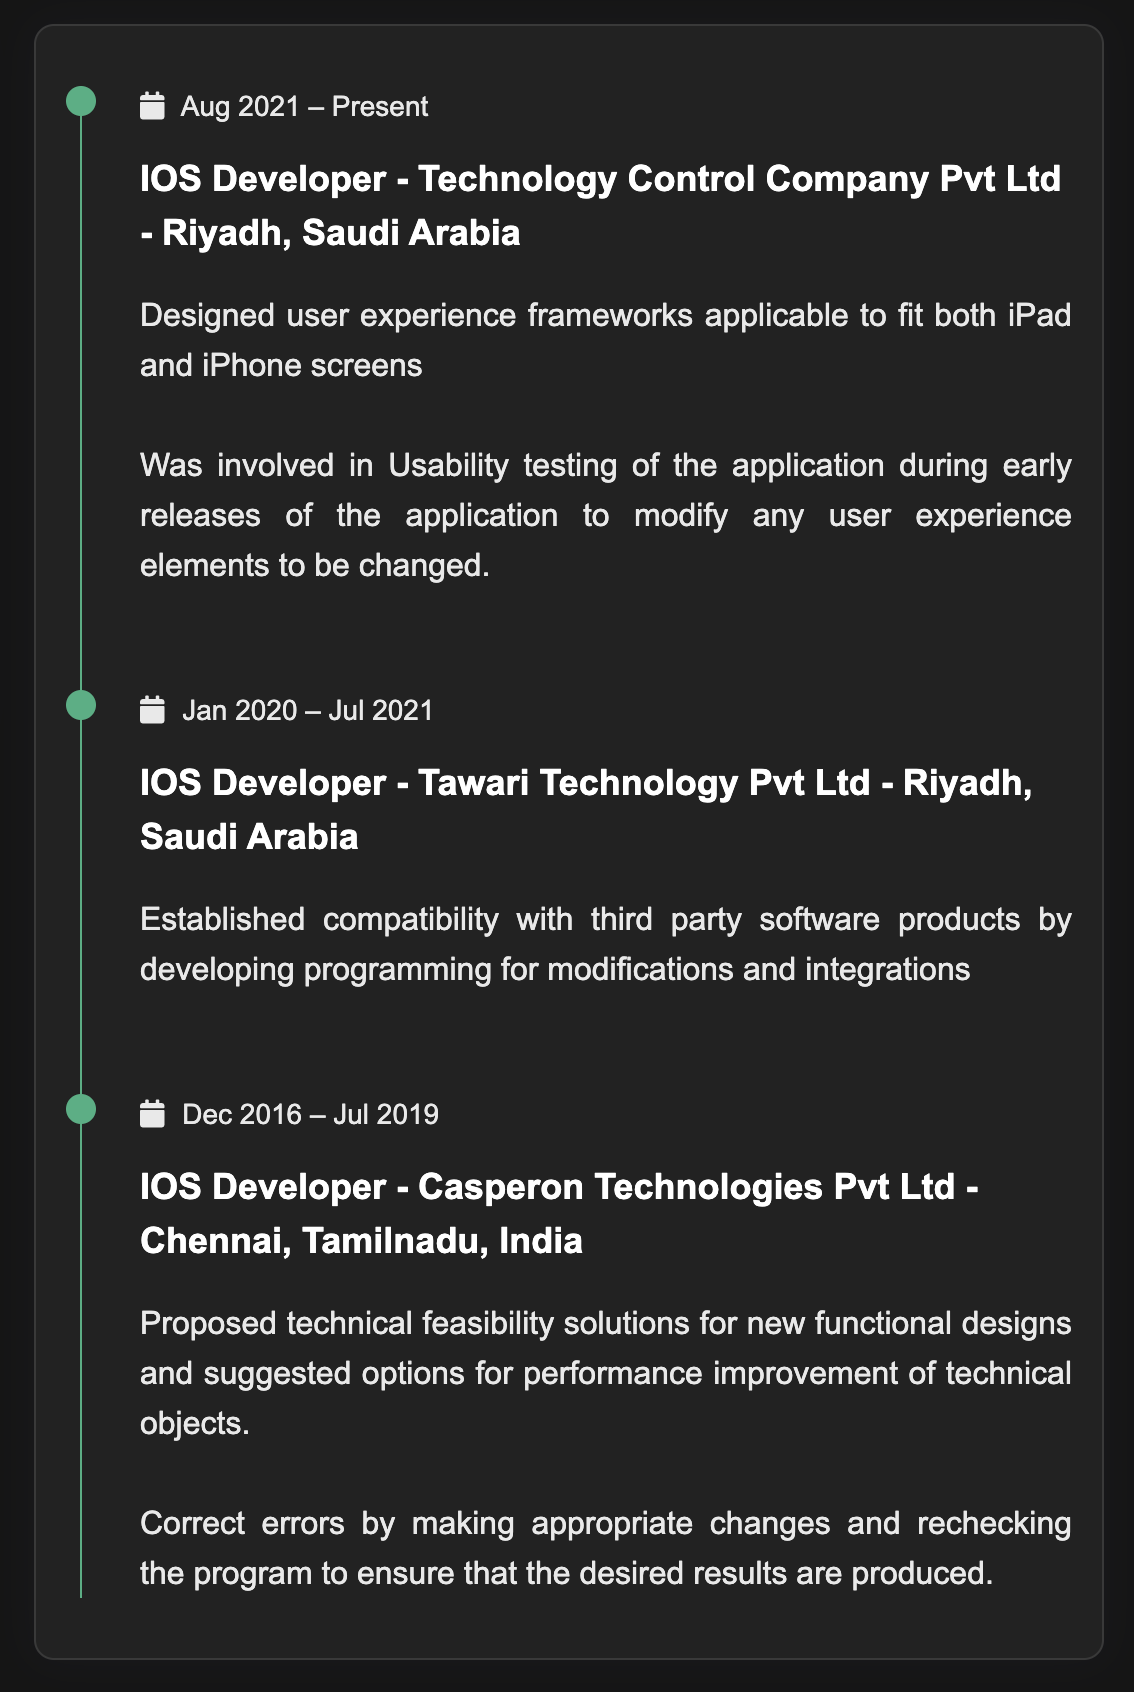 Aug 2021 – Present
IOS Developer - Technology Control Company Pvt Ltd
- Riyadh, Saudi Arabia
Designed user experience frameworks applicable to fit both iPad
and iPhone screens
Was involved in Usability testing of the application during early
releases of the application to modify any user experience
elements to be changed.
Jan 2020 – Jul 2021
IOS Developer - Tawari Technology Pvt Ltd - Riyadh,
Saudi Arabia
Established compatibility with third party software products by
developing programming for modifications and integrations
Dec 2016 – Jul 2019
IOS Developer - Casperon Technologies Pvt Ltd -
Chennai, Tamilnadu, India
Proposed technical feasibility solutions for new functional designs
and suggested options for performance improvement of technical
objects.
Correct errors by making appropriate changes and rechecking
the program to ensure that the desired results are produced.